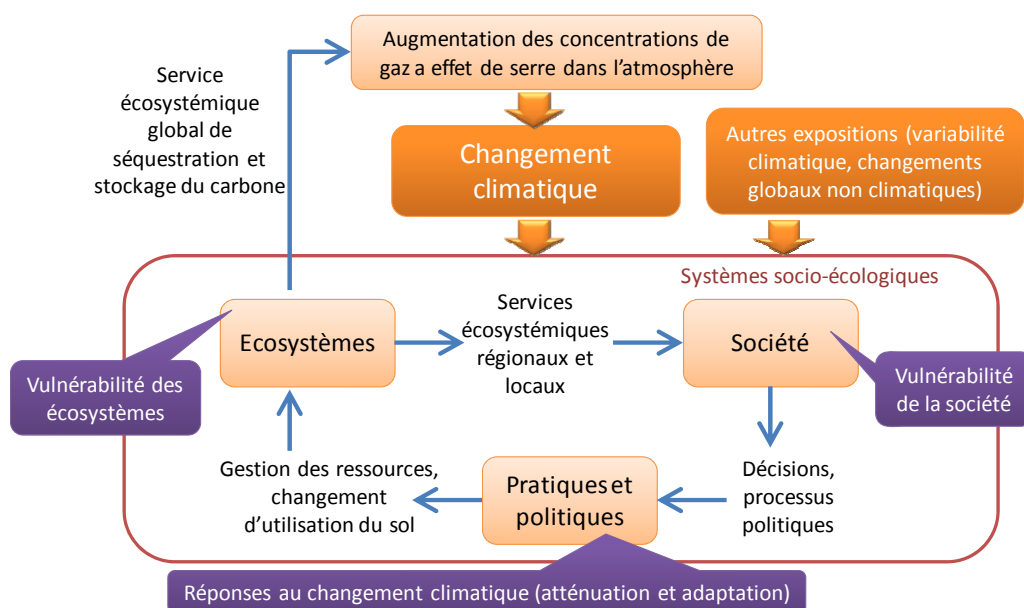 Augmentation des concentrations de
gaz a effet de serre dans l'atmosphère
Service
écosystémique
global de
séquestration et
stockage du carbone
Changement
climatique
Autres expositions (variabilité
climatique, changements
globaux non climatiques)
Systèmes socio-écologiques
Ecosystèmes
Services
écosystémiques
régionaux et
locaux
Société
Vulnérabilité des
écosystèmes
Vulnérabilité
de la société
Gestion des ressources,
changement
d'utilisation du sol
Pratiques et
politiques
Décisions,
processus
politiques
Réponses au changement climatique (atténuation et adaptation)